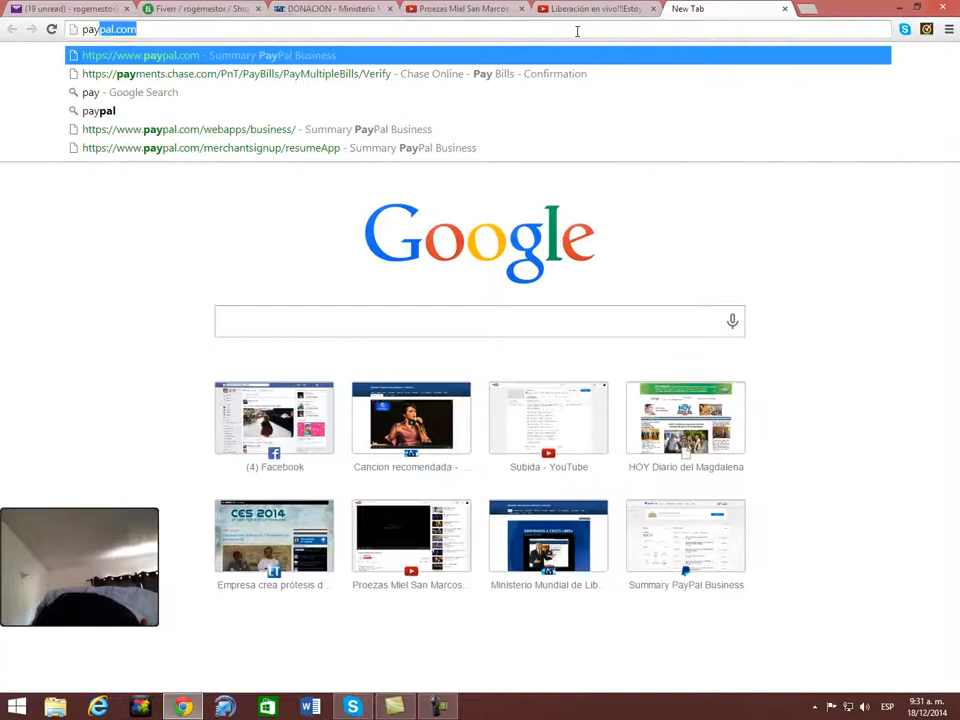 (19 unread) - rogemestor
Fiverr / rogemestor / Sho
DONACION - Ministerio M
Proezas Miel San Marcos
Liberación en vivo!!!Estoy
New Tab
paypal.com
https://www.paypal.com - Summary PayPal Business
https://payments.chase.com/PnT/PayBills/PayMultipleBills/Verify - Chase Online - Pay Bills - Confirmation
pay - Google Search
paypal
https://www.paypal.com/webapps/business/ - Summary PayPal Business
https://www.paypal.com/merchantsignup/resumeApp - Summary PayPal Business
Google
(4) Facebook
Cancion recomendada - ...
Subida - YouTube
HOY Diario del Magdalena
CES 2014
Empresa crea prótesis d...
Proezas Miel San Marcos...
Ministerio Mundial de Lib...
Summary PayPal Business
ESP
9:31 a. m.
18/12/2014